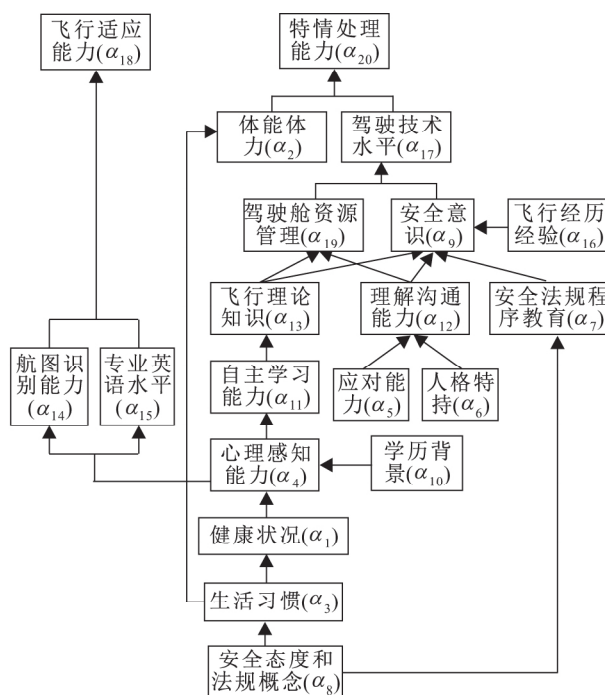 飞行适应
能力(α18)
特情处理
能力(α20)
体能体
力(α2)
驾驶技术
水平(α17)
驾驶舱资源
管理(α19)
安全意
识(α9)
飞行经历
经验(α16)
飞行理论
知识(α13)
理解沟通
能力(α12)
安全法规程
序教育(α7)
航图识
别能力
(α14)
专业英
语水平
(α15)
自主学习
能力(α11)
应对能
力(α5)
人格特
持(α6)
心理感知
能力(α4)
学历背
景(α10)
健康状况(α1)
生活习惯(α3)
安全态度和
法规概念(α8)